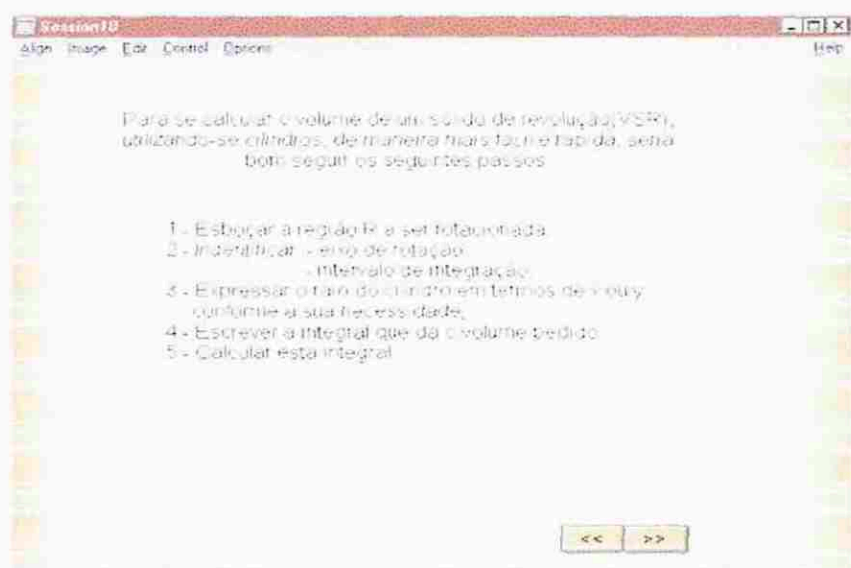 Session10
Align Image Edit Control Options Help
Para se calcular o volume de um sólido de revolução(VSR),
utilizando-se cilindros, de maneira mais fácil e rápida, seria
bom seguir os seguintes passos
1 - Esboçar a região R a ser rotacionada
2 - Indentificar - eixo de rotação
- intervalo de integração
3 - Expressar o raio do cilindro em termos de x ou y
conforme a sua necessidade;
4 - Escrever a integral que dá o volume pedido
5 - Calcular esta integral
<< >>